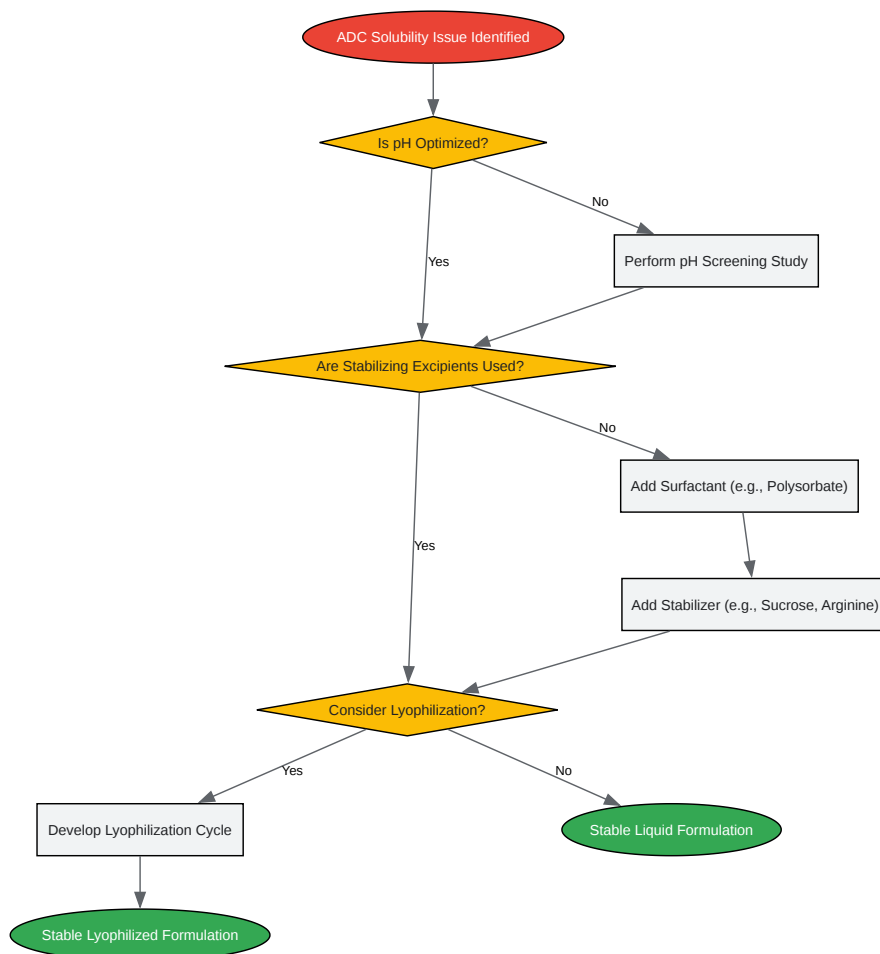 ADC Solubility Issue Identified
Is pH Optimized?
No
Perform pH Screening Study
Yes
Are Stabilizing Excipients Used?
No
Add Surfactant (e.g., Polysorbate)
Yes
Add Stabilizer (e.g., Sucrose, Arginine)
Consider Lyophilization?
Yes
No
Develop Lyophilization Cycle
Stable Liquid Formulation
Stable Lyophilized Formulation